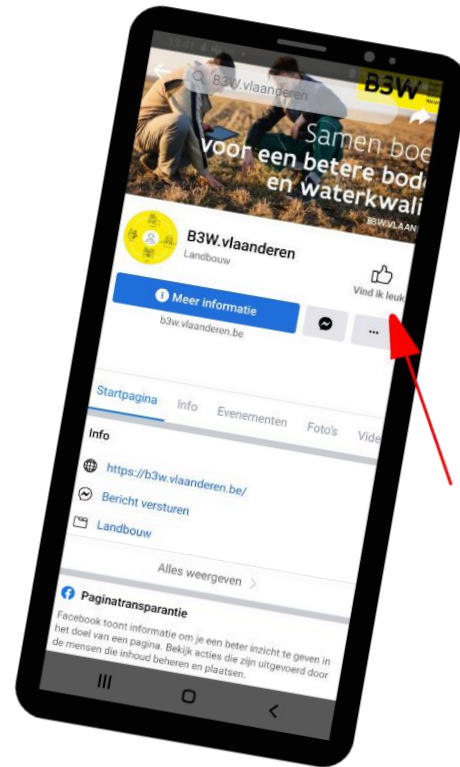 B3W.vlaanderen
B3W
Samen boe
voor een betere bod
en waterkwali
B3W.VLAAN
B3W.vlaanderen
Landbouw
Vind ik leuk
Meer informatie
b3w.vlaanderen.be
Startpagina Info Evenementen Foto's Vide
Info
https://b3w.vlaanderen.be/
Bericht versturen
Landbouw
Alles weergeven
Paginatransparantie
Facebook toont informatie om je een beter inzicht te geven in
het doel van een pagina. Bekijk acties die zijn uitgevoerd door
de mensen die inhoud beheren en plaatsen.